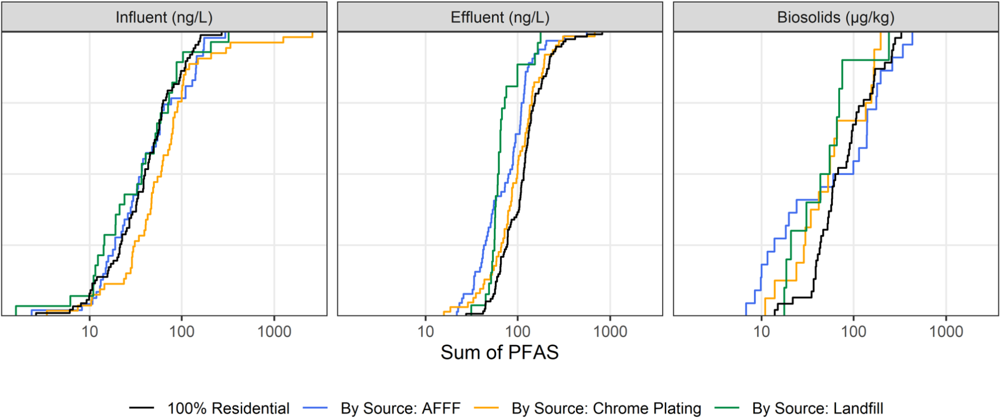 Influent (ng/L) Effluent (ng/L) Biosolids (µg/kg)
10 100 1000 10 100 1000 10 100 1000
Sum of PFAS
100% Residential By Source: AFFF By Source: Chrome Plating By Source: Landfill